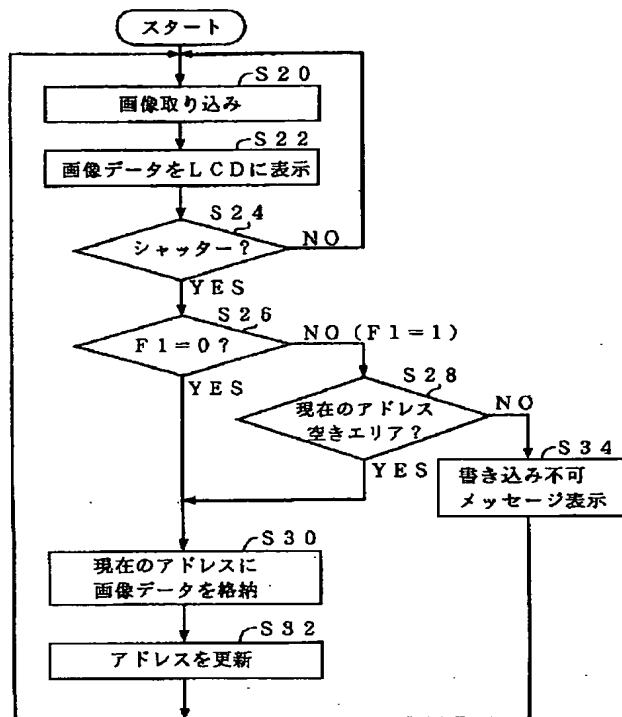 スタート
S20
画像取り込み
S22
画像データをLCDに表示
S24
シャッター?
NO
YES
S26
F1=0?
NO(F1=1)
YES
S28
現在のアドレス
空きエリア?
NO
YES
S34
書き込み不可
メッセージ表示
S30
現在のアドレスに
画像データを格納
S32
アドレスを更新